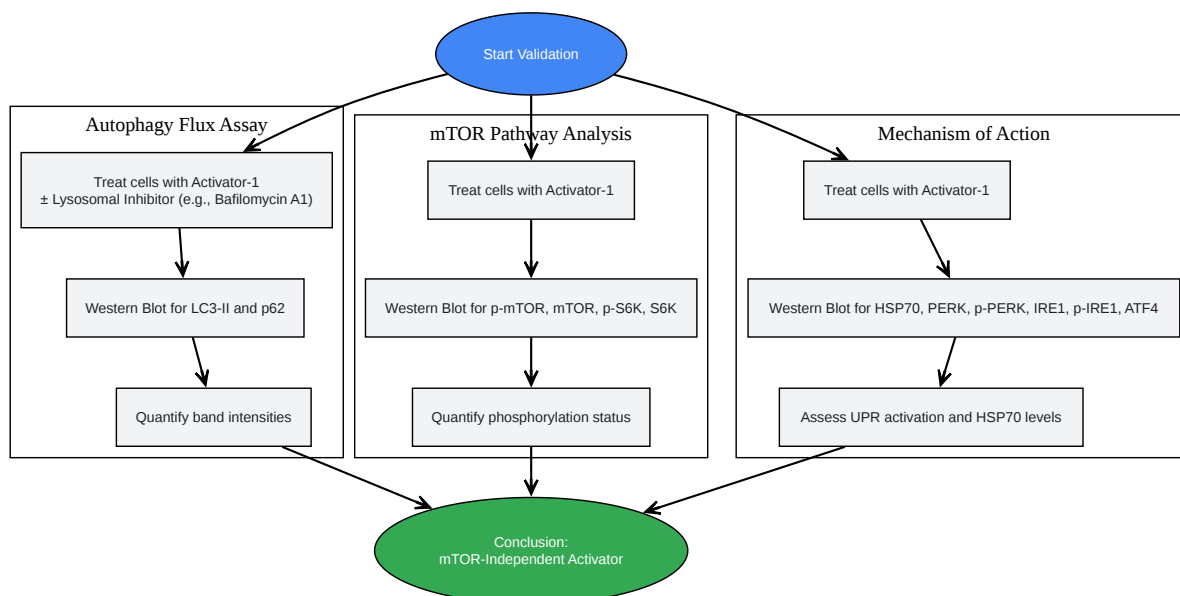 Start Validation
Autophagy Flux Assay
Treat cells with Activator-1
± Lysosomal Inhibitor (e.g., Bafilomycin A1)
Western Blot for LC3-II and p62
Quantify band intensities
mTOR Pathway Analysis
Treat cells with Activator-1
Western Blot for p-mTOR, mTOR, p-S6K, S6K
Quantify phosphorylation status
Mechanism of Action
Treat cells with Activator-1
Western Blot for HSP70, PERK, p-PERK, IRE1, p-IRE1, ATF4
Assess UPR activation and HSP70 levels
Conclusion:
mTOR-Independent Activator